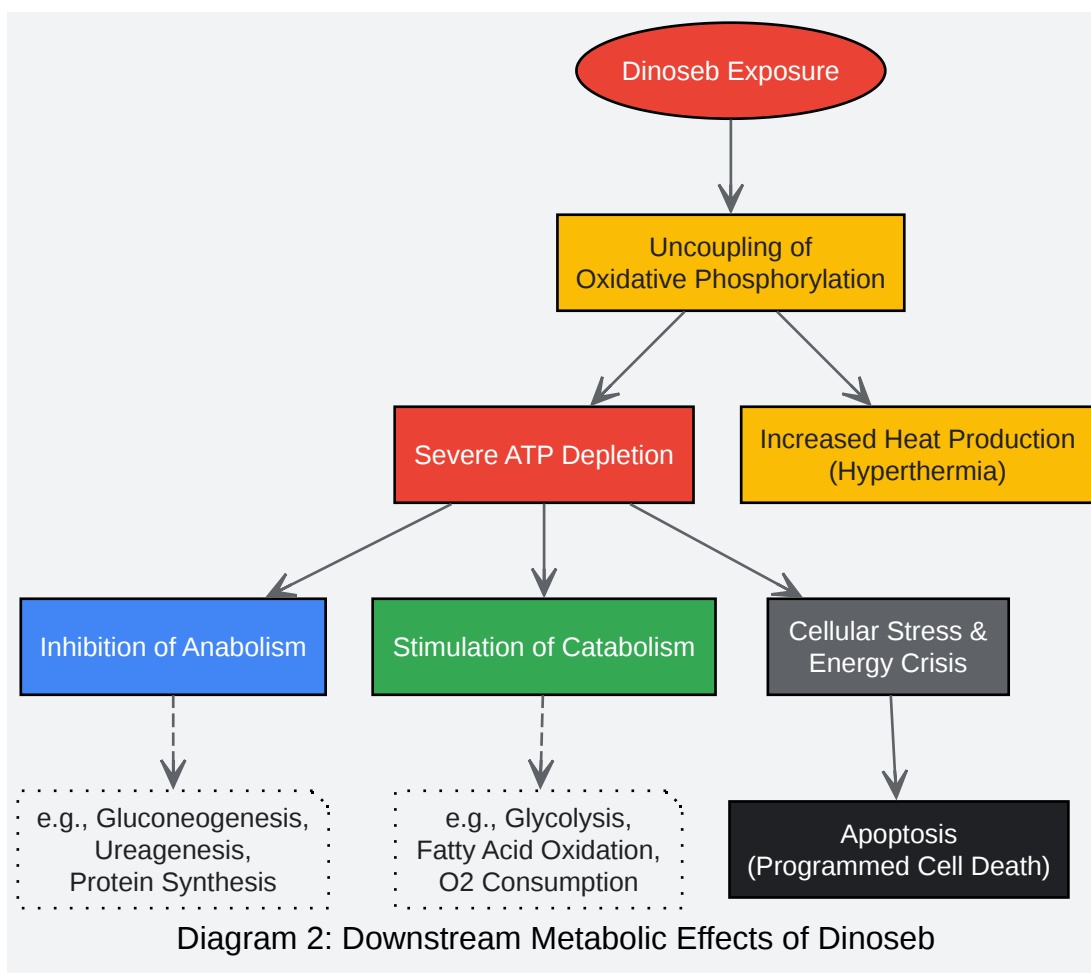 Dinoseb Exposure
Uncoupling of
Oxidative Phosphorylation
Severe ATP Depletion
Increased Heat Production
(Hyperthermia)
Inhibition of Anabolism
Stimulation of Catabolism
Cellular Stress &
Energy Crisis
e.g., Gluconeogenesis,
Ureagenesis,
Protein Synthesis
e.g., Glycolysis,
Fatty Acid Oxidation,
O2 Consumption
Apoptosis
(Programmed Cell Death)
Diagram 2: Downstream Metabolic Effects of Dinoseb